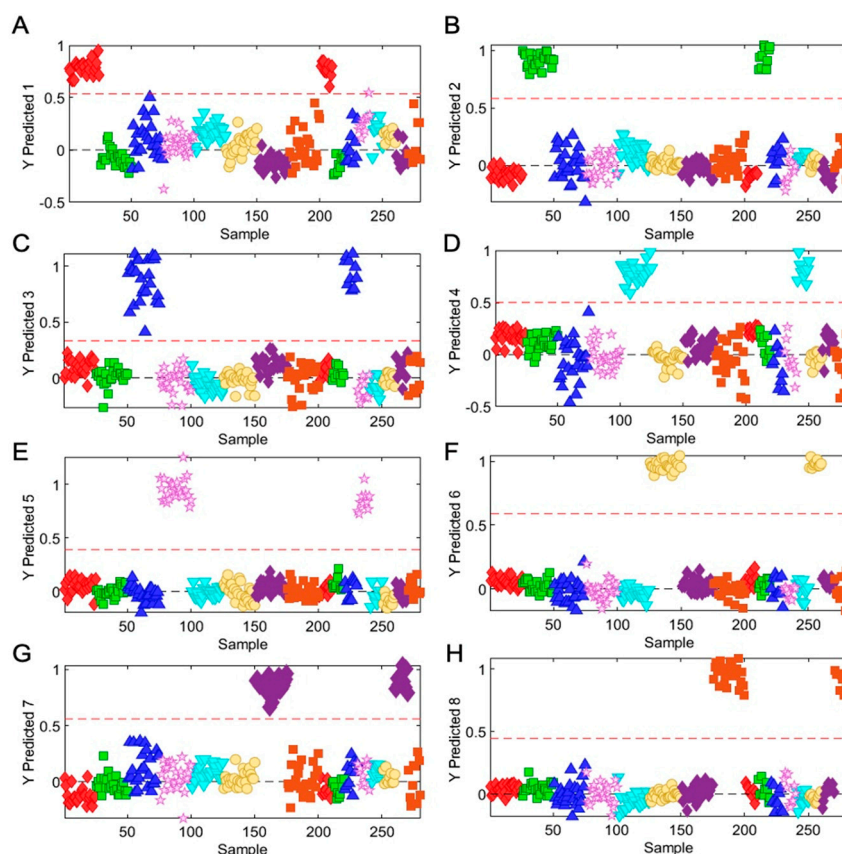 A
B
1
0.5
0
-0.5
Y Predicted 1
50
100
150
200
250
Sample
1
0.5
0
Y Predicted 2
50
100
150
200
250
Sample
C
D
1
0.5
0
Y Predicted 3
50
100
150
200
250
Sample
1
0.5
0
-0.5
Y Predicted 4
50
100
150
200
250
Sample
E
F
1
0.5
0
Y Predicted 5
50
100
150
200
250
Sample
1
0.5
0
Y Predicted 6
50
100
150
200
250
Sample
G
H
1
0.5
0
Y Predicted 7
50
100
150
200
250
Sample
1
0.5
0
Y Predicted 8
50
100
150
200
250
Sample